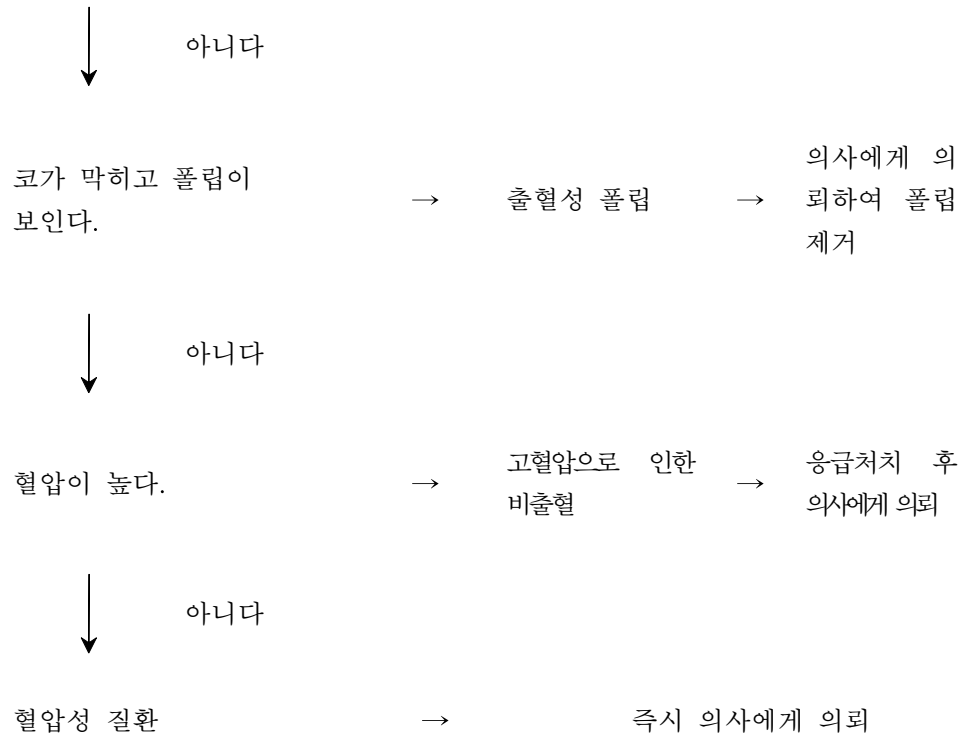 아니다
코가 막히고 폴립이
보인다.
→
출혈성 폴립
→
의사에게 의
뢰하여 폴립
제거
아니다
혈압이 높다.
→
고혈압으로 인한
비출혈
→
응급처치 후
의사에게 의뢰
아니다
혈압성 질환
→
즉시 의사에게 의뢰